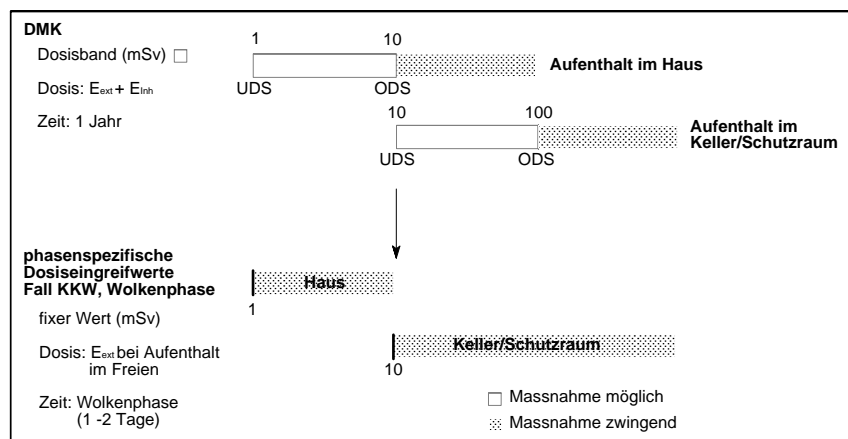 DMK
Dosisband (mSv)
Dosis: Eext + EInh
Zeit: 1 Jahr
1 10
UDS ODS
Aufenthalt im Haus
10 100
UDS ODS
Aufenthalt im
Keller/Schutzraum
phasenspezifische
Dosiseingreifwerte
Fall KKW, Wolkenphase
fixer Wert (mSv)
Dosis: Eext bei Aufenthalt
im Freien
Zeit: Wolkenphase
(1 -2 Tage)
Haus
1
Keller/Schutzraum
10
Massnahme möglich
Massnahme zwingend